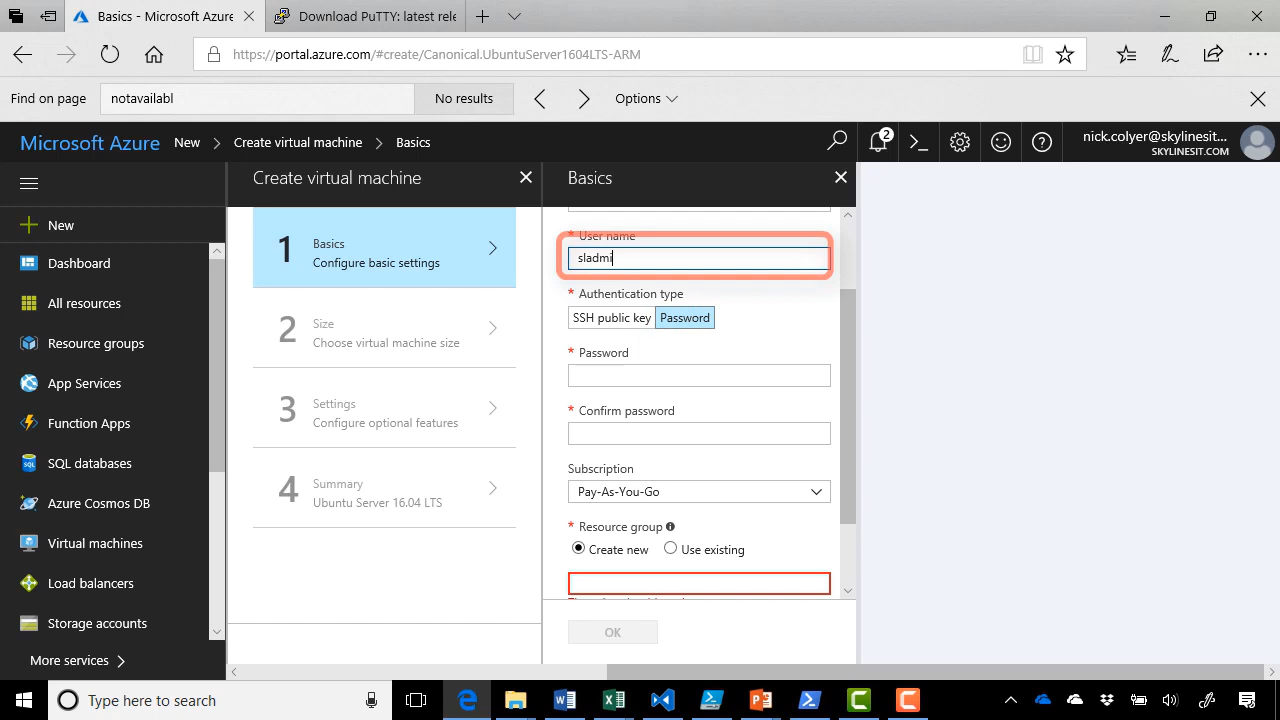 Basics - Microsoft Azure
Download PuTTY: latest rele
https://portal.azure.com/#create/Canonical.UbuntuServer1604LTS-ARM
Find on page
notavailabl
No results
Options
Microsoft Azure
New
Create virtual machine
Basics
2
nick.colyer@skylinesit...
SKYLINESIT.COM
New
Dashboard
All resources
Resource groups
App Services
Function Apps
SQL databases
Azure Cosmos DB
Virtual machines
Load balancers
Storage accounts
More services
Create virtual machine
1
Basics
Configure basic settings
2
Size
Choose virtual machine size
3
Settings
Configure optional features
4
Summary
Ubuntu Server 16.04 LTS
Basics
* User name
sladmi
* Authentication type
SSH public key
Password
* Password
* Confirm password
Subscription
Pay-As-You-Go
* Resource group
Create new
Use existing
OK
Type here to search